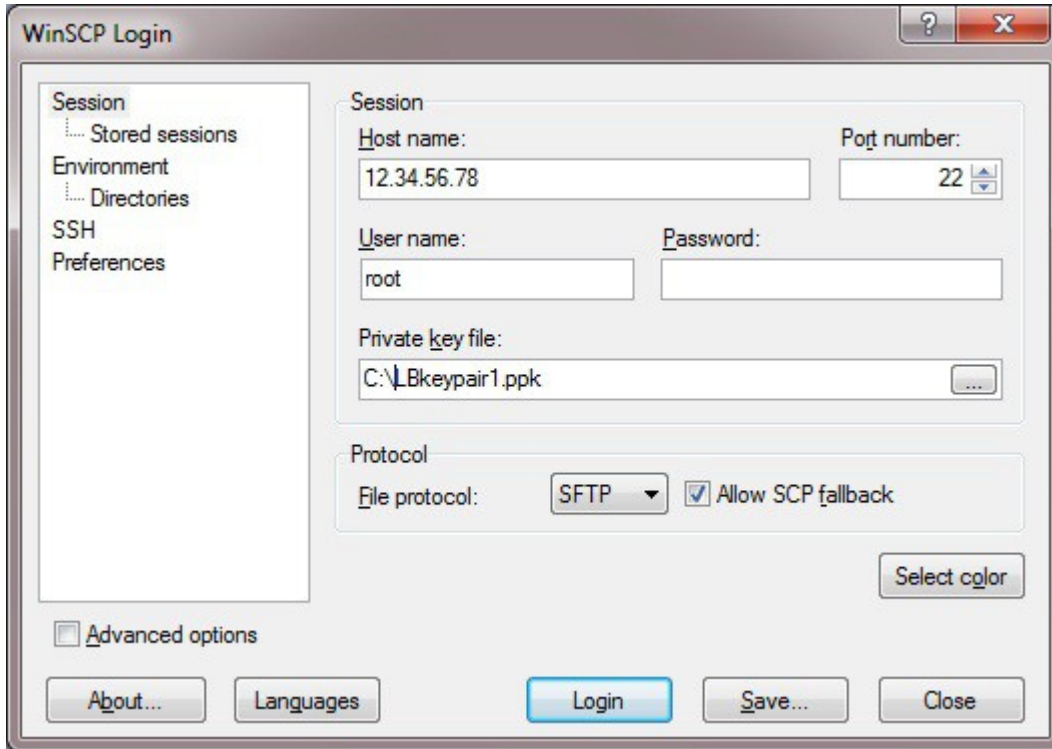 WinSCP Login
Session
Stored sessions
Environment
Directories
SSH
Preferences
Session
Host name:
Port number:
12.34.56.78
22
User name:
Password:
root
Private key file:
C:\LBkeypair1.ppk
...
Protocol
File protocol:
SFTP
Allow SCP fallback
Select color
Advanced options
About...
Languages
Login
Save...
Close